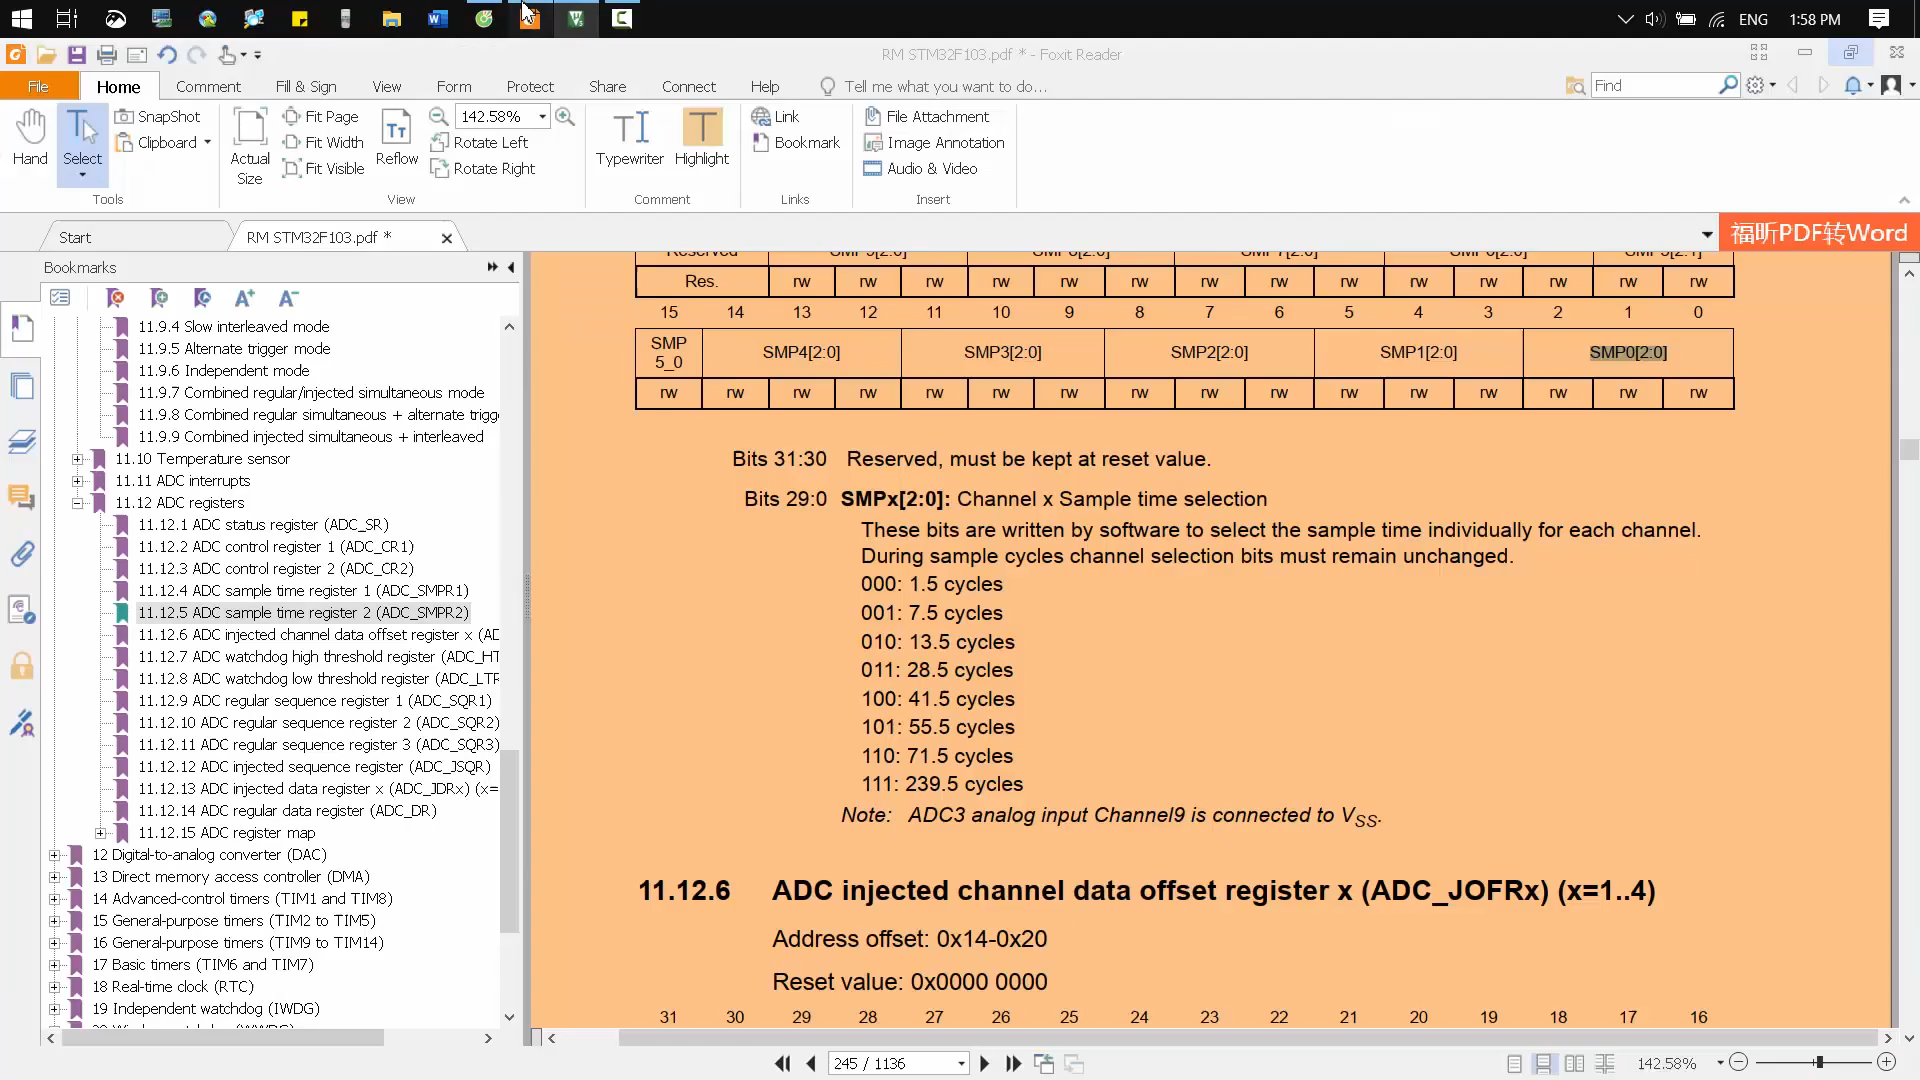 ENG 1:58 PM
RM STM32F103.pdf * - Foxit Reader
File Home Comment Fill & Sign View Form Protect Share Connect Help Tell me what you want to do... Find
Hand
Select
SnapShot
Clipboard
Tools
Actual
Size
Fit Page
Fit Width
Fit Visible
Reflow
142.58%
Rotate Left
Rotate Right
View
Typewriter
Highlight
Comment
Link
Bookmark
Links
File Attachment
Image Annotation
Audio & Video
Insert
Start
RM STM32F103.pdf *
福昕PDF转Word
Bookmarks
11.9.4 Slow interleaved mode
11.9.5 Alternate trigger mode
11.9.6 Independent mode
11.9.7 Combined regular/injected simultaneous mode
11.9.8 Combined regular simultaneous + alternate trigge
11.9.9 Combined injected simultaneous + interleaved
11.10 Temperature sensor
11.11 ADC interrupts
11.12 ADC registers
11.12.1 ADC status register (ADC_SR)
11.12.2 ADC control register 1 (ADC_CR1)
11.12.3 ADC control register 2 (ADC_CR2)
11.12.4 ADC sample time register 1 (ADC_SMPR1)
11.12.5 ADC sample time register 2 (ADC_SMPR2)
11.12.6 ADC injected channel data offset register x (AD
11.12.7 ADC watchdog high threshold register (ADC_HT
11.12.8 ADC watchdog low threshold register (ADC_LTR
11.12.9 ADC regular sequence register 1 (ADC_SQR1)
11.12.10 ADC regular sequence register 2 (ADC_SQR2)
11.12.11 ADC regular sequence register 3 (ADC_SQR3)
11.12.12 ADC injected sequence register (ADC_JSQR)
11.12.13 ADC injected data register x (ADC_JDRx) (x=
11.12.14 ADC regular data register (ADC_DR)
11.12.15 ADC register map
12 Digital-to-analog converter (DAC)
13 Direct memory access controller (DMA)
14 Advanced-control timers (TIM1 and TIM8)
15 General-purpose timers (TIM2 to TIM5)
16 General-purpose timers (TIM9 to TIM14)
17 Basic timers (TIM6 and TIM7)
18 Real-time clock (RTC)
19 Independent watchdog (IWDG)
Res. rw rw rw rw rw rw rw rw rw rw rw rw rw rw
15 14 13 12 11 10 9 8 7 6 5 4 3 2 1 0
SMP
5_0 SMP4[2:0] SMP3[2:0] SMP2[2:0] SMP1[2:0] SMP0[2:0]
rw rw rw rw rw rw rw rw rw rw rw rw rw rw rw rw
Bits 31:30 Reserved, must be kept at reset value.
Bits 29:0 SMPx[2:0]: Channel x Sample time selection
These bits are written by software to select the sample time individually for each channel.
During sample cycles channel selection bits must remain unchanged.
000: 1.5 cycles
001: 7.5 cycles
010: 13.5 cycles
011: 28.5 cycles
100: 41.5 cycles
101: 55.5 cycles
110: 71.5 cycles
111: 239.5 cycles
Note: ADC3 analog input Channel9 is connected to VSS.
11.12.6 ADC injected channel data offset register x (ADC_JOFRx) (x=1..4)
Address offset: 0x14-0x20
Reset value: 0x0000 0000
31 30 29 28 27 26 25 24 23 22 21 20 19 18 17 16
245 / 1136
142.58%